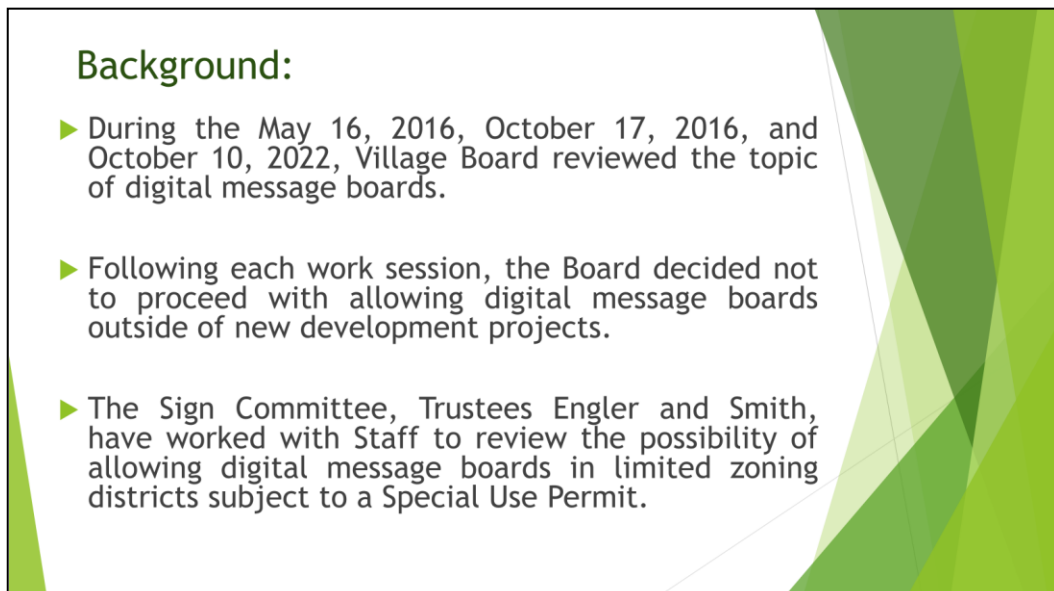 Background:
During the May 16, 2016, October 17, 2016, and
October 10, 2022, Village Board reviewed the topic
of digital message boards.
Following each work session, the Board decided not
to proceed with allowing digital message boards
outside of new development projects.
The Sign Committee, Trustees Engler and Smith,
have worked with Staff to review the possibility of
allowing digital message boards in limited zoning
districts subject to a Special Use Permit.